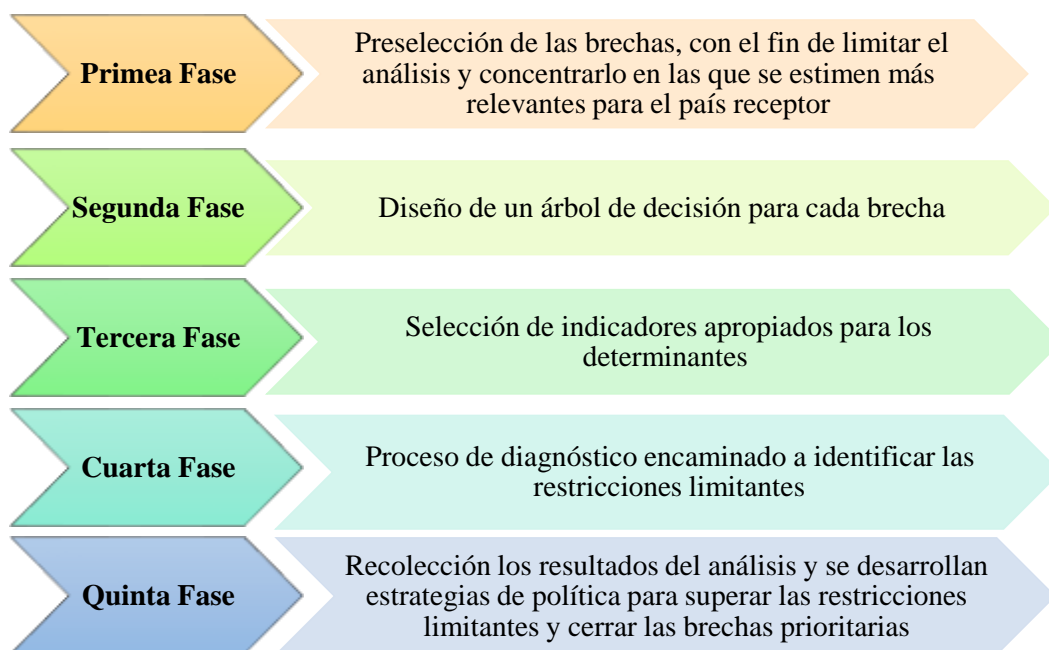 Primea Fase
Preselección de las brechas, con el fin de limitar el
análisis y concentrarlo en las que se estimen más
relevantes para el país receptor
Segunda Fase
Diseño de un árbol de decisión para cada brecha
Tercera Fase
Selección de indicadores apropiados para los
determinantes
Cuarta Fase
Proceso de diagnóstico encaminado a identificar las
restricciones limitantes
Quinta Fase
Recolección los resultados del análisis y se desarrollan
estrategias de política para superar las restricciones
limitantes y cerrar las brechas prioritarias